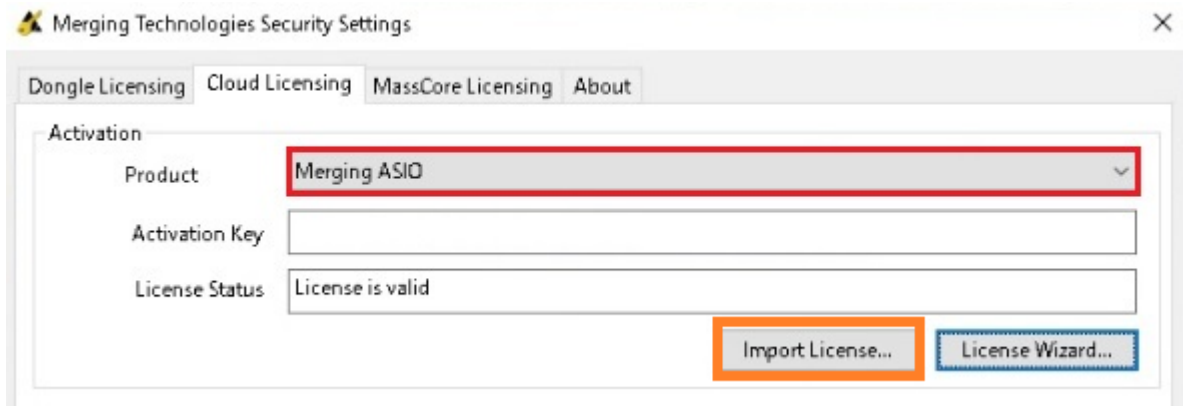 Merging Technologies Security Settings
Dongle Licensing Cloud Licensing MassCore Licensing About
Activation
Product Merging ASIO
Activation Key
License Status License is valid
Import License... License Wizard...